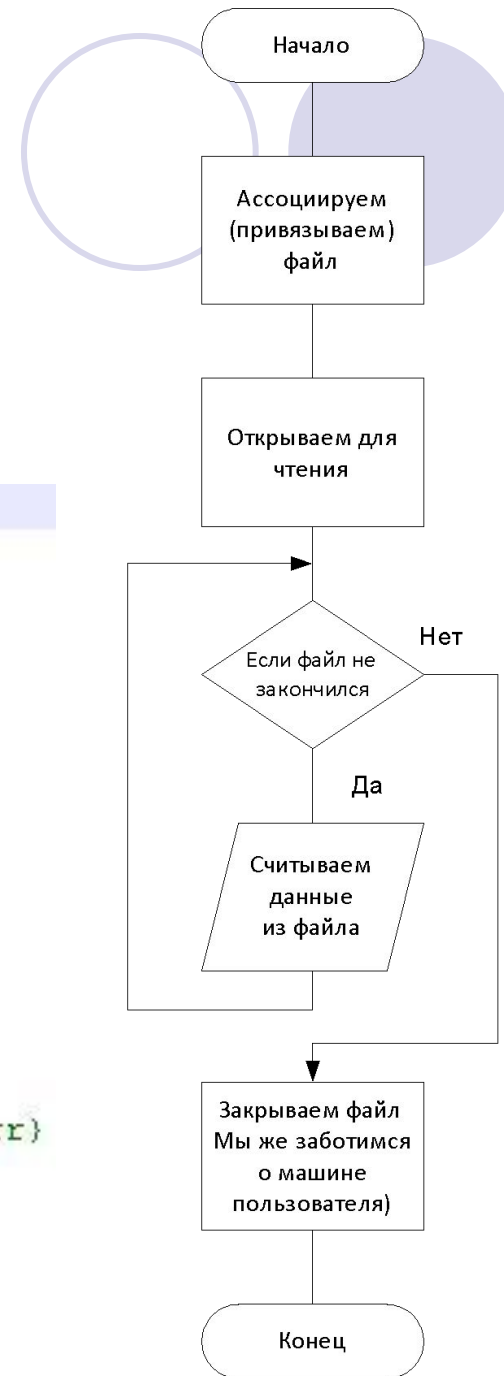 Начало
Ассоциируем
(привязываем)
файл
Открываем для
чтения
Если файл не
закончился
Нет
Да
Считываем
данные
из файла
Закрываем файл
Мы же заботимся
о машине
пользователя)
Конец